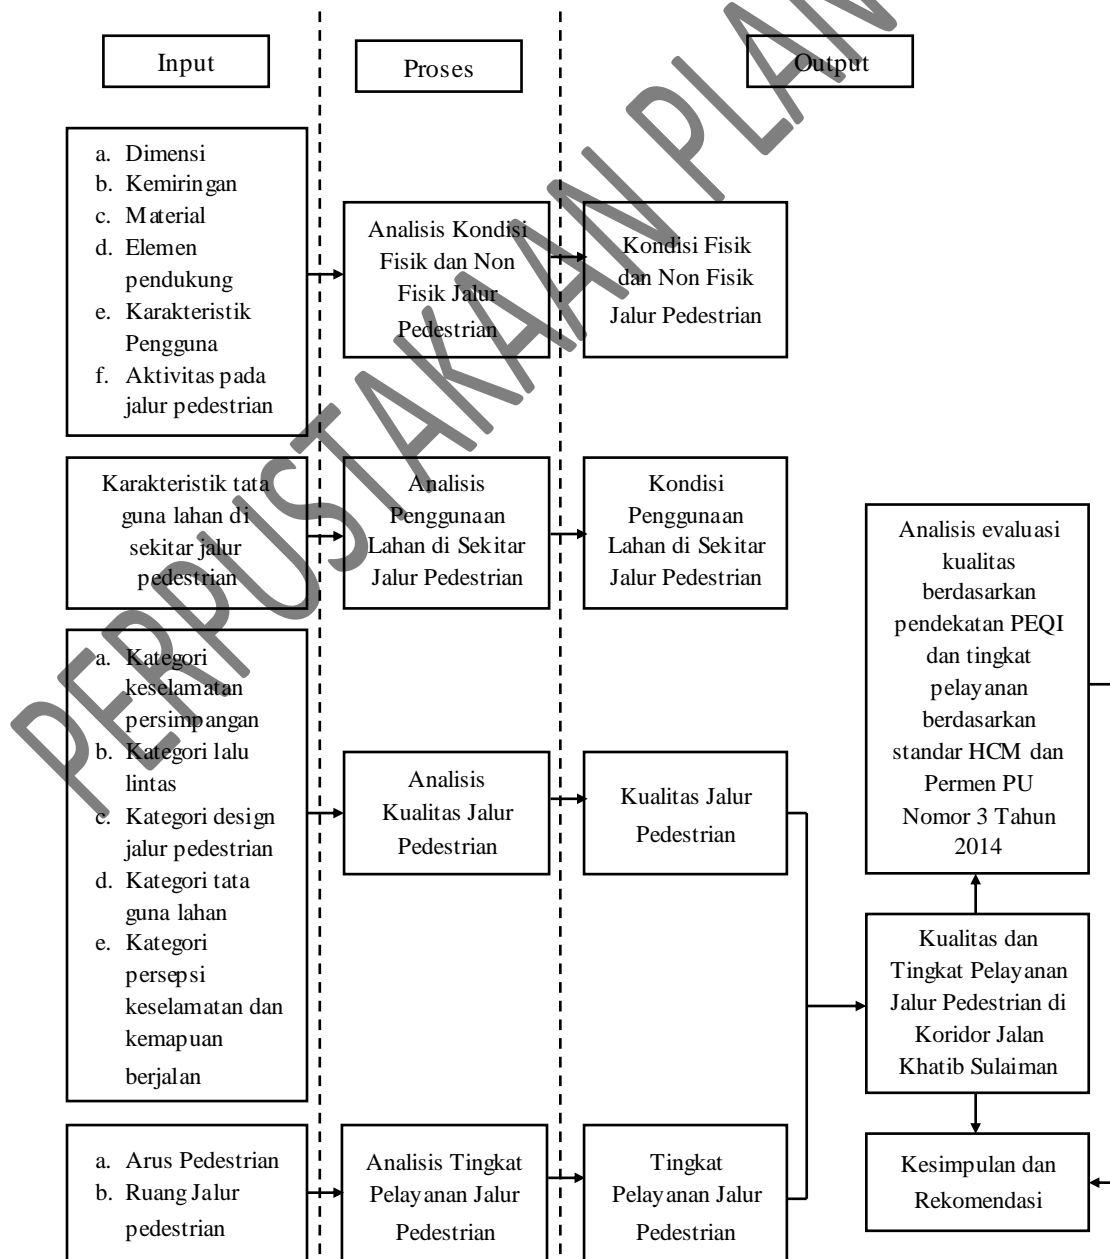 Input
Proses
Output
a. Dimensi
b. Kemiringan
c. Material
d. Elemen
pendukung
e. Karakteristik
Pengguna
f. Aktivitas pada
jalur pedestrian
Analisis Kondisi
Fisik dan Non
Fisik Jalur
Pedestrian
Kondisi Fisik
dan Non Fisik
Jalur Pedestrian
Karakteristik tata
guna lahan di
sekitar jalur
pedestrian
Analisis
Penggunaan
Lahan di Sekitar
Jalur Pedestrian
Kondisi
Penggunaan
Lahan di Sekitar
Jalur Pedestrian
a. Kategori
keselamatan
persimpangan
b. Kategori lalu
lintas
c. Kategori design
jalur pedestrian
d. Kategori tata
guna lahan
e. Kategori
persepsi
keselamatan dan
kemapuan
berjalan
Analisis
Kualitas Jalur
Pedestrian
Kualitas Jalur
Pedestrian
a. Arus Pedestrian
b. Ruang Jalur
pedestrian
Analisis Tingkat
Pelayanan Jalur
Pedestrian
Tingkat
Pelayanan Jalur
Pedestrian
Analisis evaluasi
kualitas
berdasarkan
pendekatan PEQI
dan tingkat
pelayanan
berdasarkan
standar HCM dan
Permen PU
Nomor 3 Tahun
2014
Kualitas dan
Tingkat Pelayanan
Jalur Pedestrian di
Koridor Jalan
Khatib Sulaiman
Kesimpulan dan
Rekomendasi
PERPUSTAKAAN PLAN